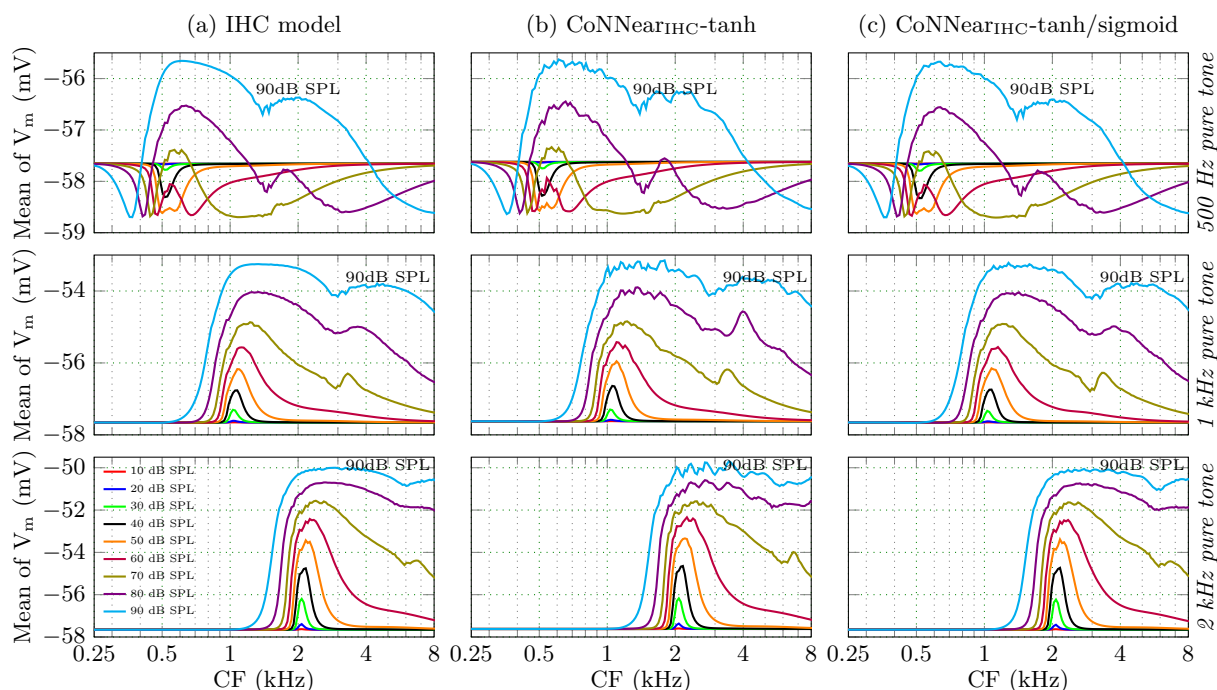 (a) IHC model
(b) CoNNearIHC-tanh
(c) CoNNearIHC-tanh/sigmoid
Mean of Vm (mV)
−56
−57
−58
−59
90dB SPL
90dB SPL
90dB SPL
500 Hz pure tone
Mean of Vm (mV)
−54
−56
−58
90dB SPL
90dB SPL
90dB SPL
1 kHz pure tone
Mean of Vm (mV)
−50
−52
−54
−56
−58
90dB SPL
90dB SPL
90dB SPL
2 kHz pure tone
10 dB SPL
20 dB SPL
30 dB SPL
40 dB SPL
50 dB SPL
60 dB SPL
70 dB SPL
80 dB SPL
90 dB SPL
0.25 0.5 1 2 4 8
0.25 0.5 1 2 4 8
0.25 0.5 1 2 4 8
CF (kHz)
CF (kHz)
CF (kHz)